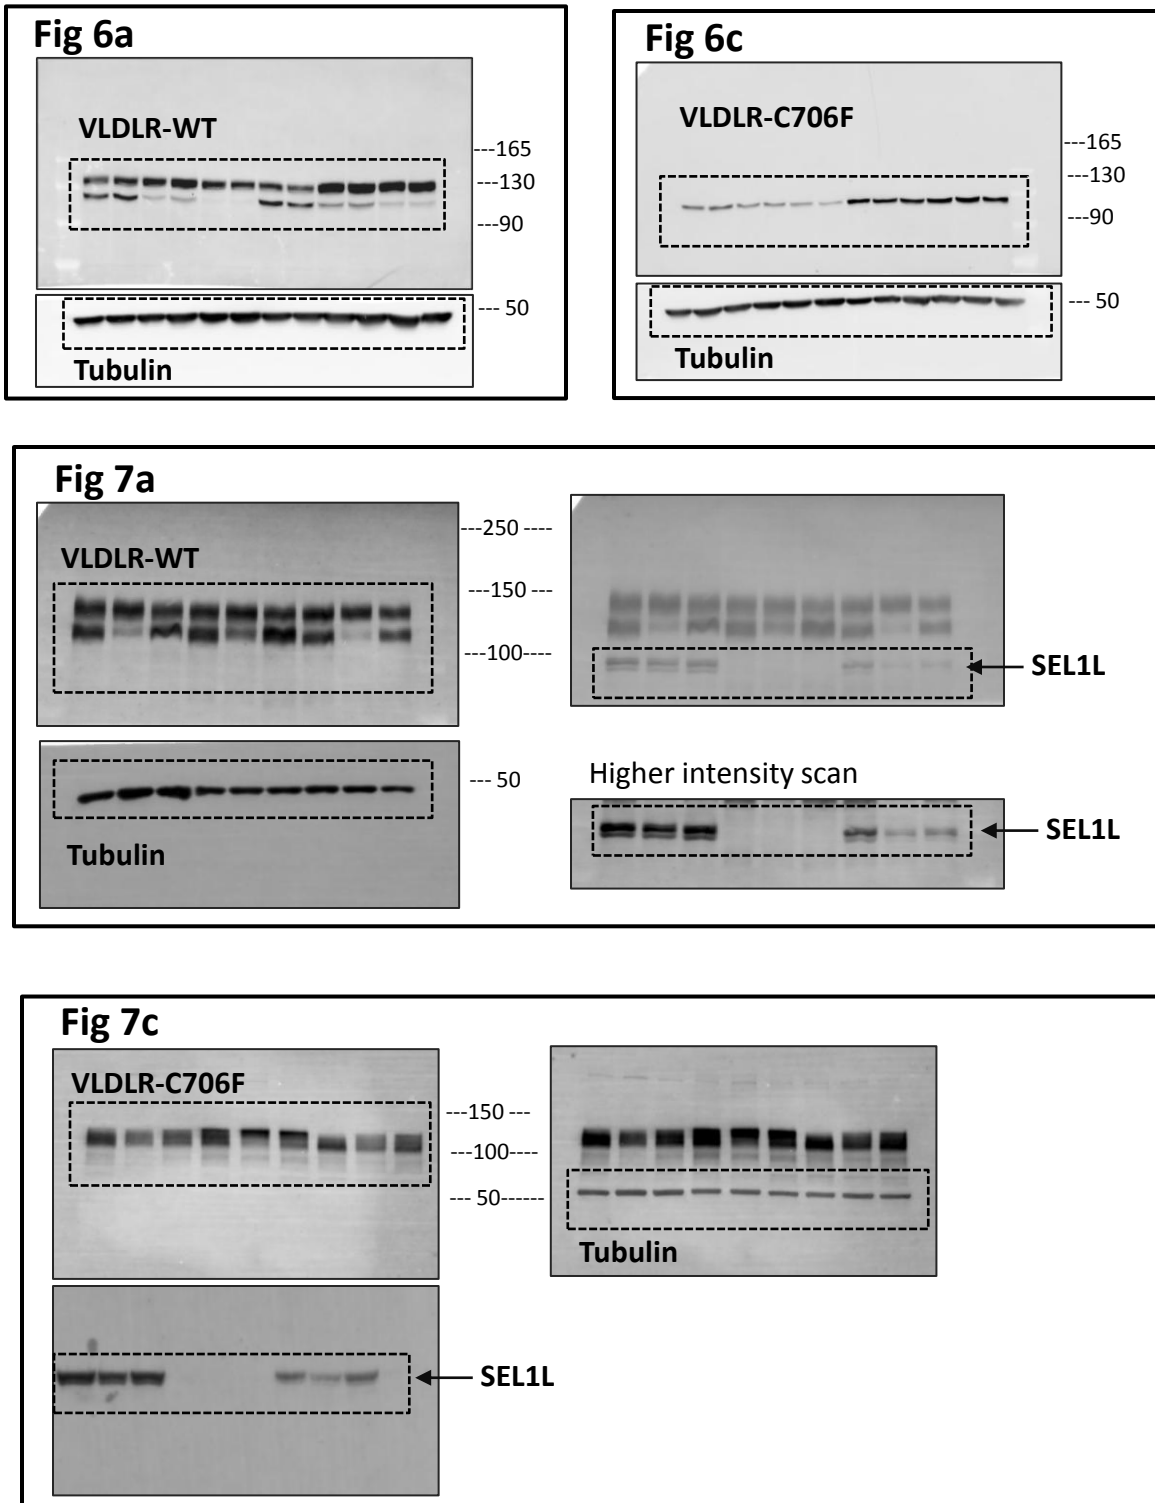 Fig 6a
VLDLR-WT
---165
---130
---90
--- 50
Tubulin
Fig 6c
VLDLR-C706F
---165
---130
---90
--- 50
Tubulin
Fig 7a
VLDLR-WT
---250 ----
---150 ----
---100----
SEL1L
--- 50
Tubulin
Higher intensity scan
SEL1L
Fig 7c
VLDLR-C706F
---150 ---
---100----
--- 50------
Tubulin
SEL1L